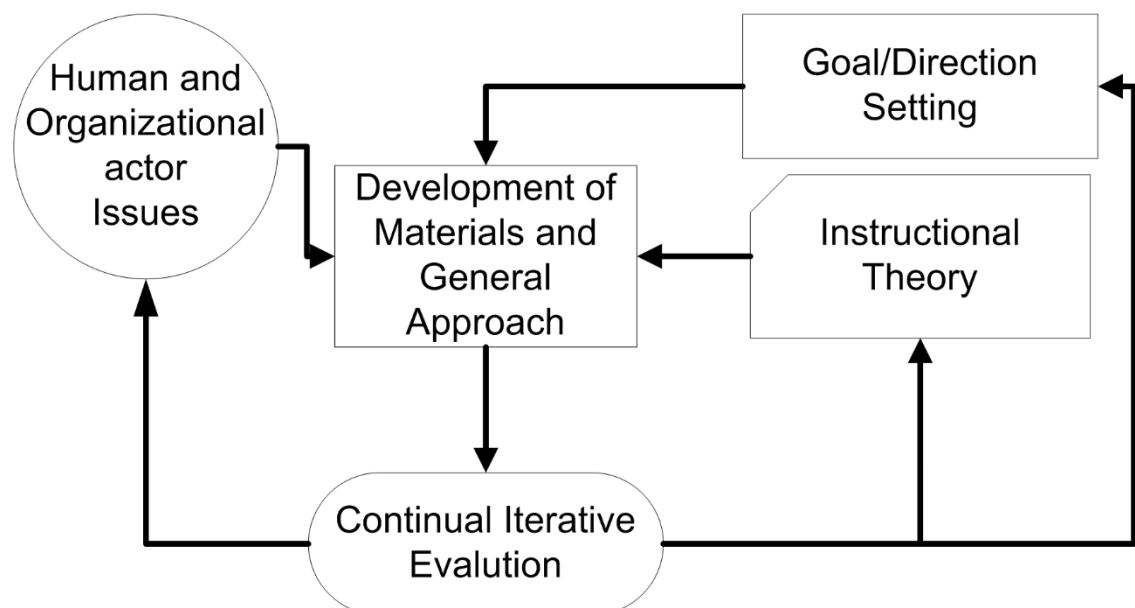 Human and
Organizational
actor
Issues
Goal/Direction
Setting
Development of
Materials and
General
Approach
Instructional
Theory
Continual Iterative
Evalution